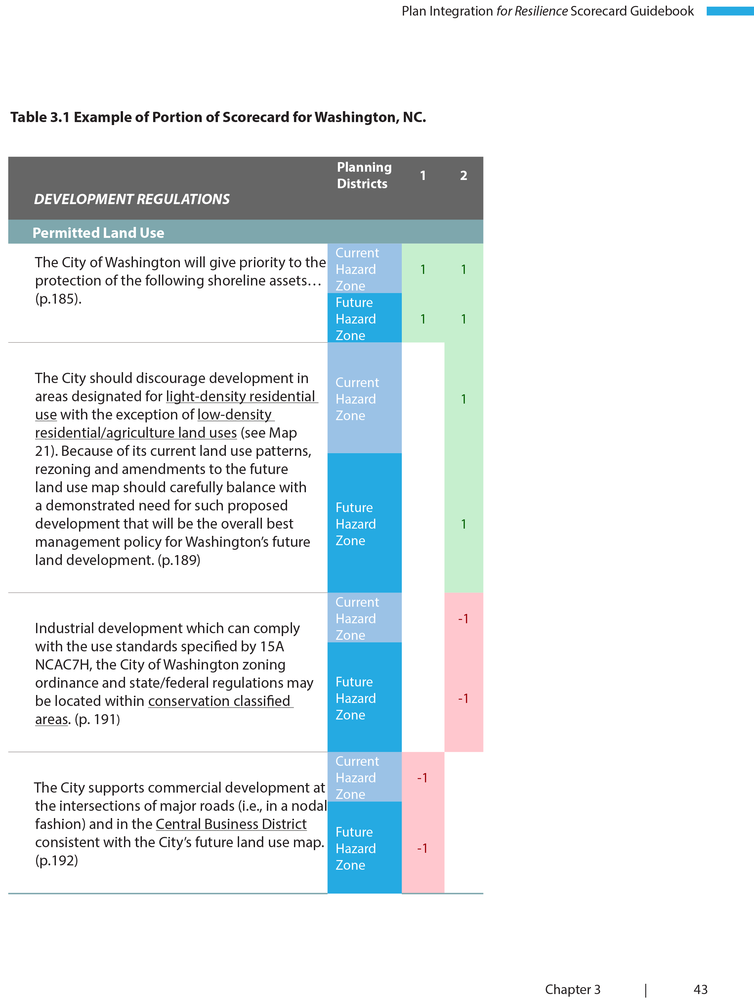 Plan Integration for Resilience Scorecard Guidebook
Table 3.1 Example of Portion of Scorecard for Washington, NC.
Planning
Districts
1
2
DEVELOPMENT REGULATIONS
Permitted Land Use
The City of Washington will give priority to the
protection of the following shoreline assets…
(p.185).
Current
Hazard
Zone
1
1
Future
Hazard
Zone
1
1
The City should discourage development in
areas designated for light-density residential
use with the exception of low-density
residential/agriculture land uses (see Map
21). Because of its current land use patterns,
rezoning and amendments to the future
land use map should carefully balance with
a demonstrated need for such proposed
development that will be the overall best
management policy for Washington’s future
land development. (p.189)
Current
Hazard
Zone
1
Future
Hazard
Zone
1
Industrial development which can comply
with the use standards specified by 15A
NCAC7H, the City of Washington zoning
ordinance and state/federal regulations may
be located within conservation classified
areas. (p. 191)
Current
Hazard
Zone
-1
Future
Hazard
Zone
-1
The City supports commercial development at
the intersections of major roads (i.e., in a nodal
fashion) and in the Central Business District
consistent with the City’s future land use map.
(p.192)
Current
Hazard
Zone
-1
Future
Hazard
Zone
-1
Chapter 3 | 43